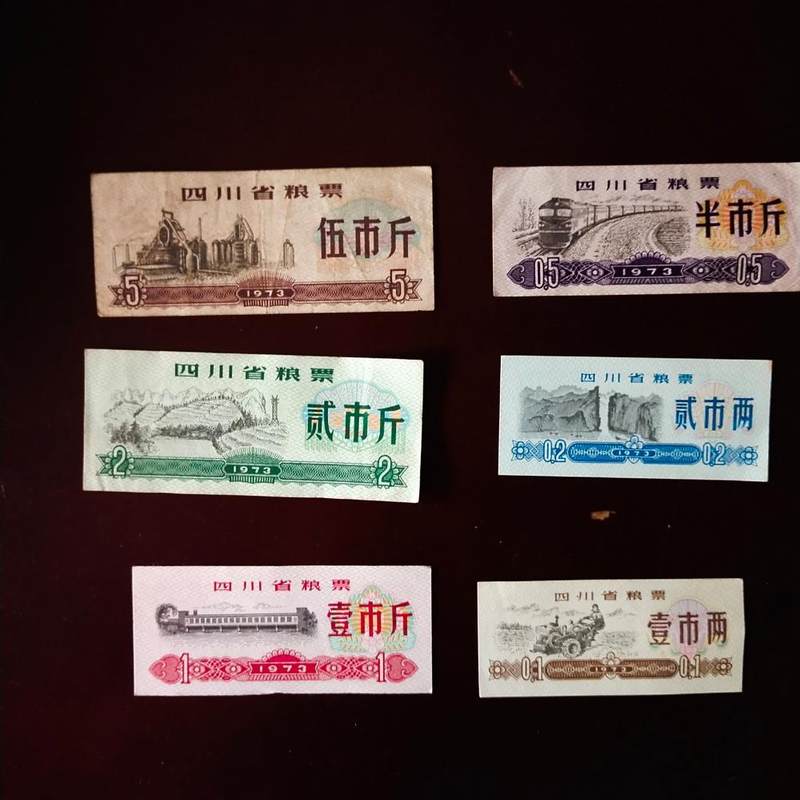 四川省粮票
伍市斤
5 1973 5
四川省粮票
半市斤
0.5 1973 0.5
四川省粮票
贰市斤
2 1973 2
四川省粮票
贰市两
0.2 1973 0.2
四川省粮票
壹市斤
1 1973 1
四川省粮票
壹市两
0.1 1973 0.1